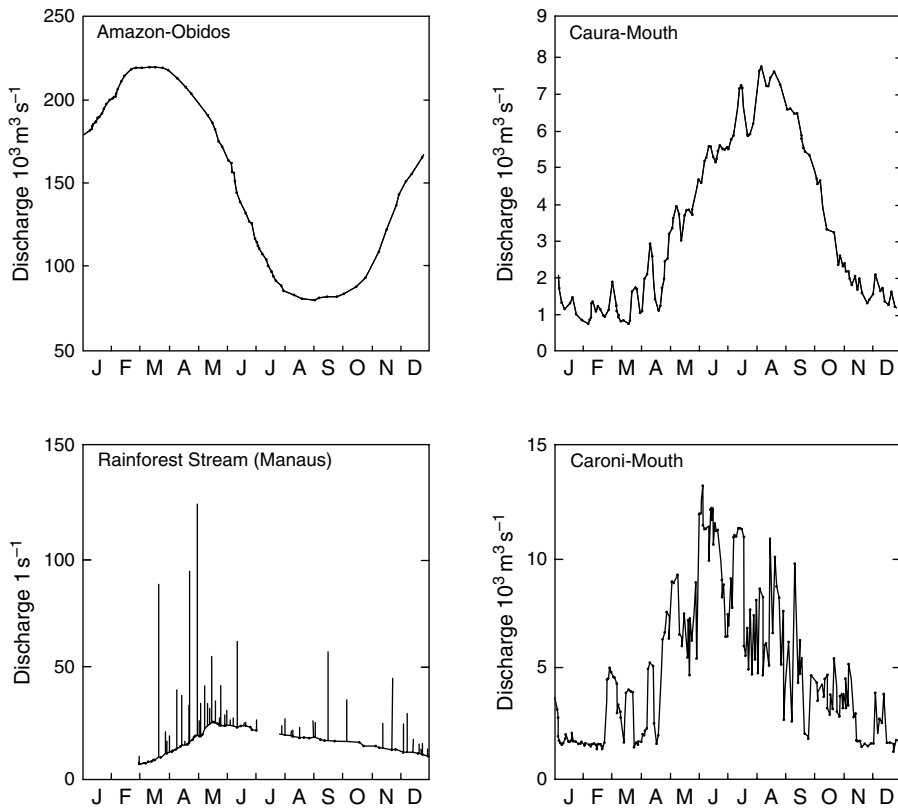 Amazon-Obidos
Discharge 10³ m³ s⁻¹
250
200
150
100
50
J F M A M J J A S O N D
Caura-Mouth
Discharge 10³ m³ s⁻¹
9
8
7
6
5
4
3
2
1
0
J F M A M J J A S O N D
Rainforest Stream (Manaus)
Discharge 1 s⁻¹
150
100
50
0
J F M A M J J A S O N D
Caroni-Mouth
Discharge 10³ m³ s⁻¹
15
10
5
0
J F M A M J J A S O N D